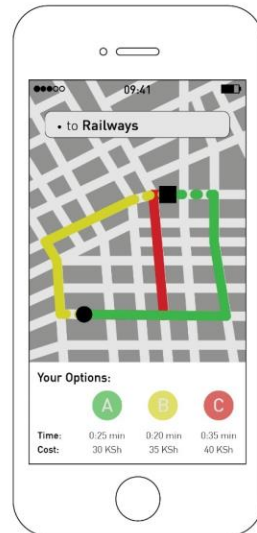 09:41
• to Railways
Your Options:
A B C
Time: 0:25 min 0:20 min 0:35 min
Cost: 30 KSh 35 KSh 40 KSh